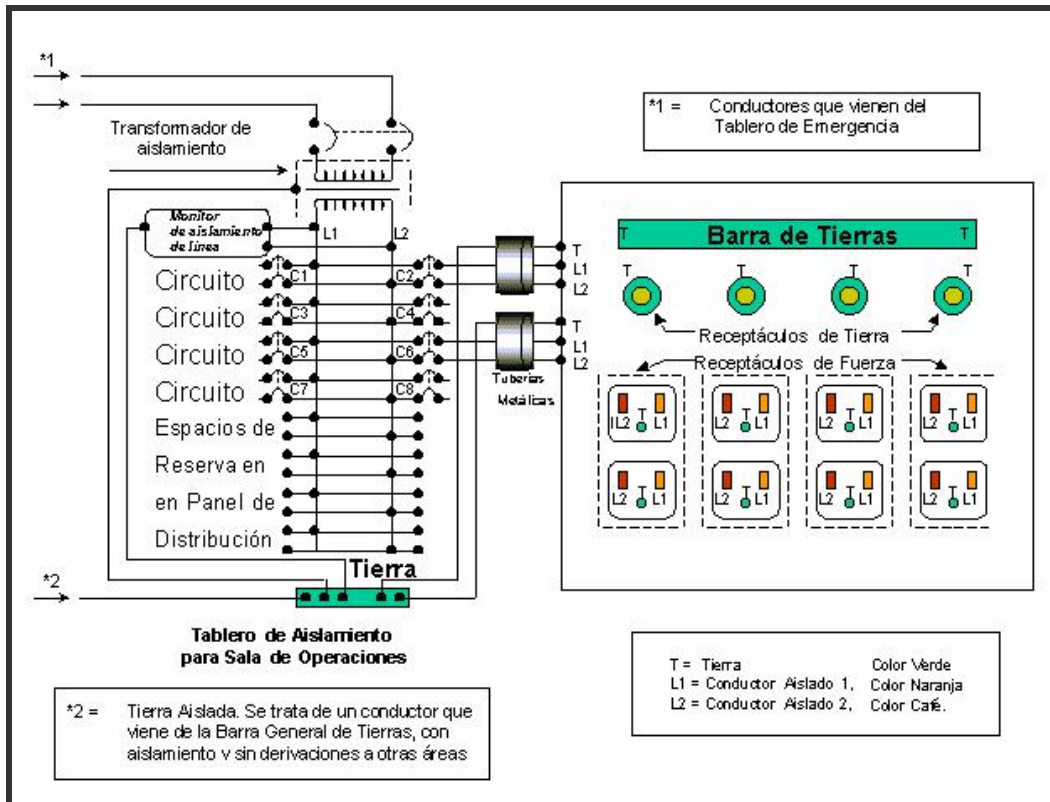 *1
Transformador de
aislamiento
*1 = Conductores que vienen del
Tablero de Emergencia
Monitor
de aislamiento
de línea
L1 L2
Circuito C1 C2
Circuito C3 C4
Circuito C5 C6
Circuito C7 C8
Espacios de
Reserva en
en Panel de
Distribución
Tierra
*2
Tablero de Aislamiento
para Sala de Operaciones
*2 = Tierra Aislada. Se trata de un conductor que
viene de la Barra General de Tierras, con
aislamiento y sin derivaciones a otras áreas
T
L1
L2
T
L1
L2
Tuberías
Metálicas
T Barra de Tierras T
T T T T
Receptáculos de Tierra
Receptáculos de Fuerza
T T T T
L2 L1 L2 L1 L2 L1 L2 L1
T T T T
L2 L1 L2 L1 L2 L1 L2 L1
T = Tierra Color Verde
L1 = Conductor Aislado 1, Color Naranja
L2 = Conductor Aislado 2, Color Café.